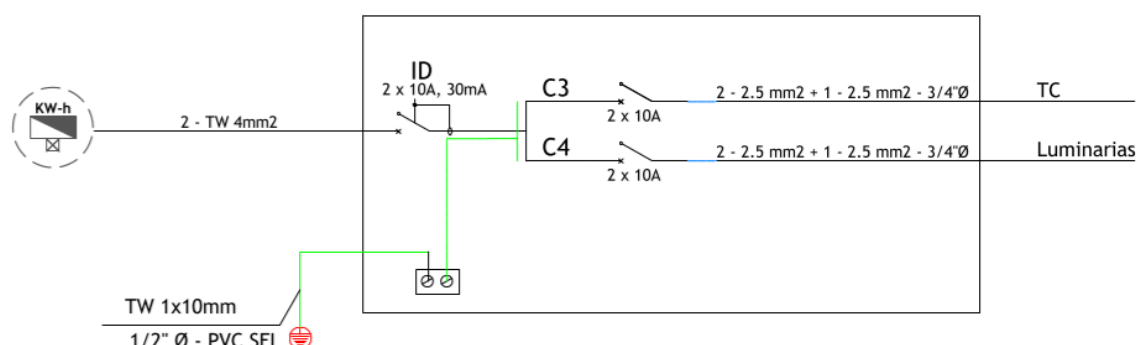 ID
2 x 10A, 30mA
KW-h
2 - TW 4mm2
C3
2 x 10A
2 - 2.5 mm2 + 1 - 2.5 mm2 - 3/4"Ø
TC
C4
2 x 10A
2 - 2.5 mm2 + 1 - 2.5 mm2 - 3/4"Ø
Luminarias
TW 1x10mm
1/2" Ø - PVC SEL